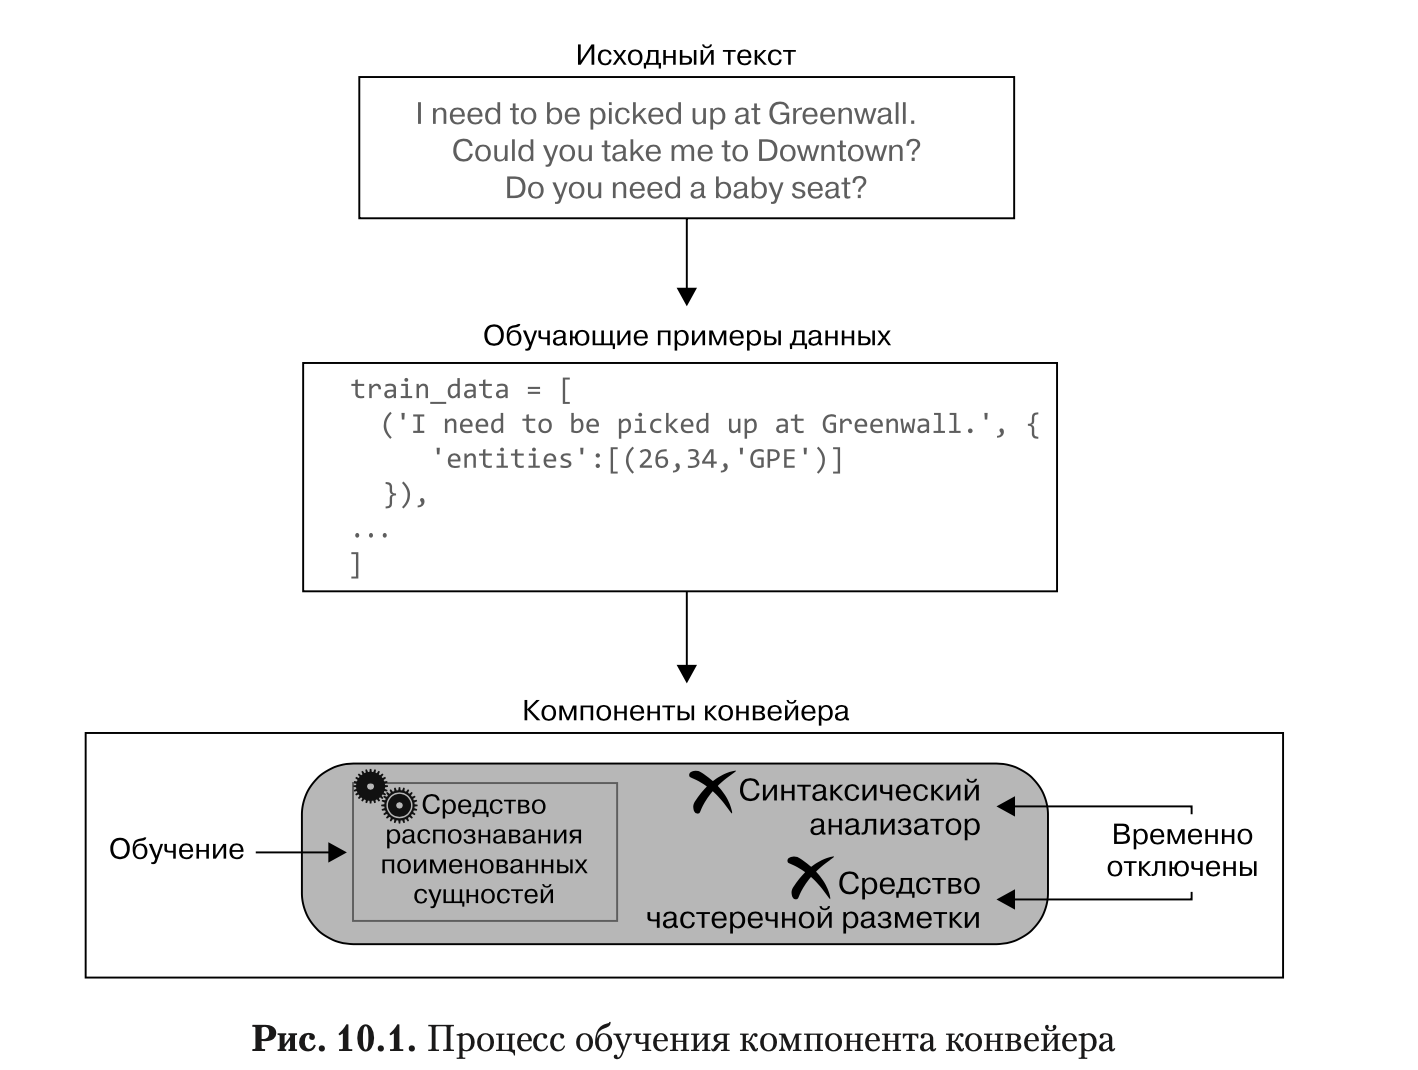 Исходный текст
I need to be picked up at Greenwall.
Could you take me to Downtown?
Do you need a baby seat?
Обучающие примеры данных
train_data = [
('I need to be picked up at Greenwall.', {
'entities':[(26,34,'GPE')]
}),
...
]
Компоненты конвейера
Обучение
Средство
распознавания
поименованных
сущностей
Синтаксический
анализатор
Средство
частеречной разметки
Временно
отключены
Рис. 10.1. Процесс обучения компонента конвейера